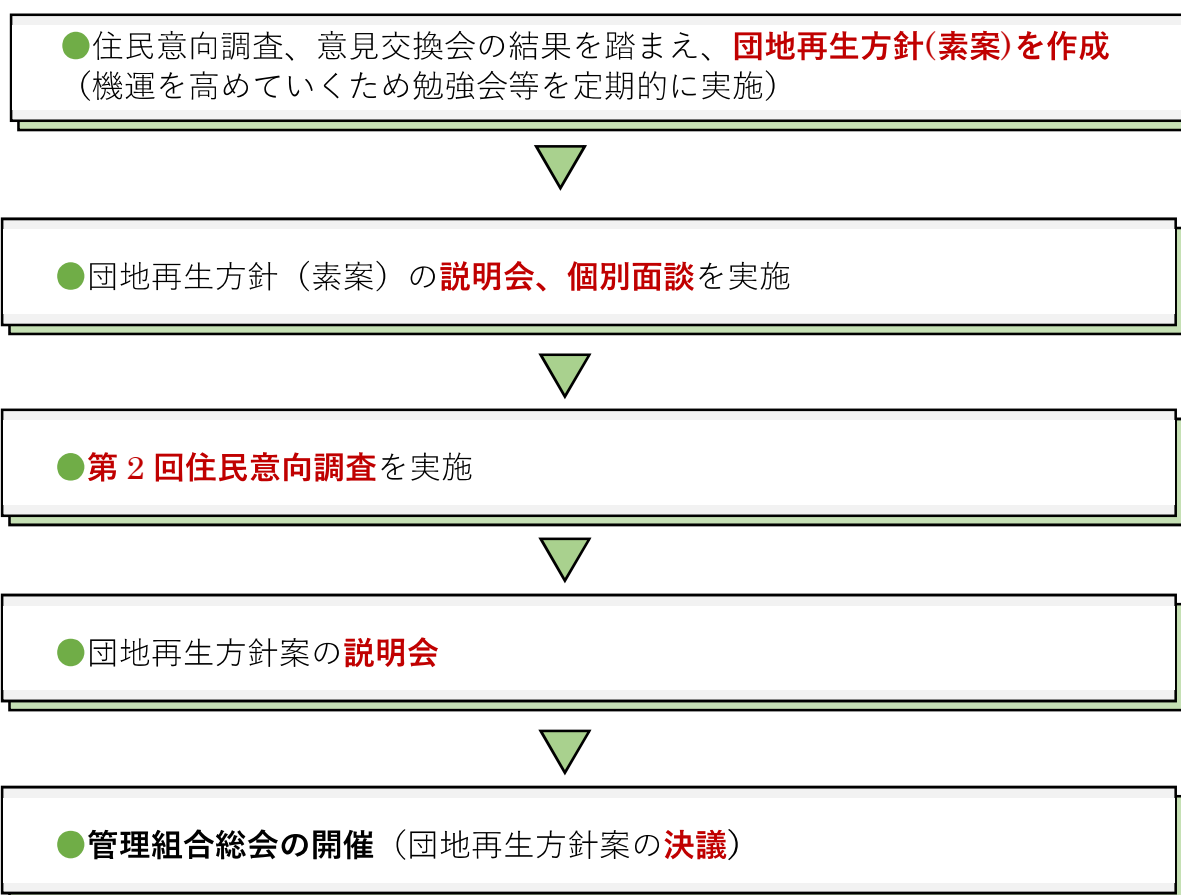 ●住民意向調査、意見交換会の結果を踏まえ、団地再生方針(素案)を作成
（機運を高めていくため勉強会等を定期的に実施）
●団地再生方針（素案）の説明会、個別面談を実施
●第 2 回住民意向調査を実施
●団地再生方針案の説明会
●管理組合総会の開催（団地再生方針案の決議）